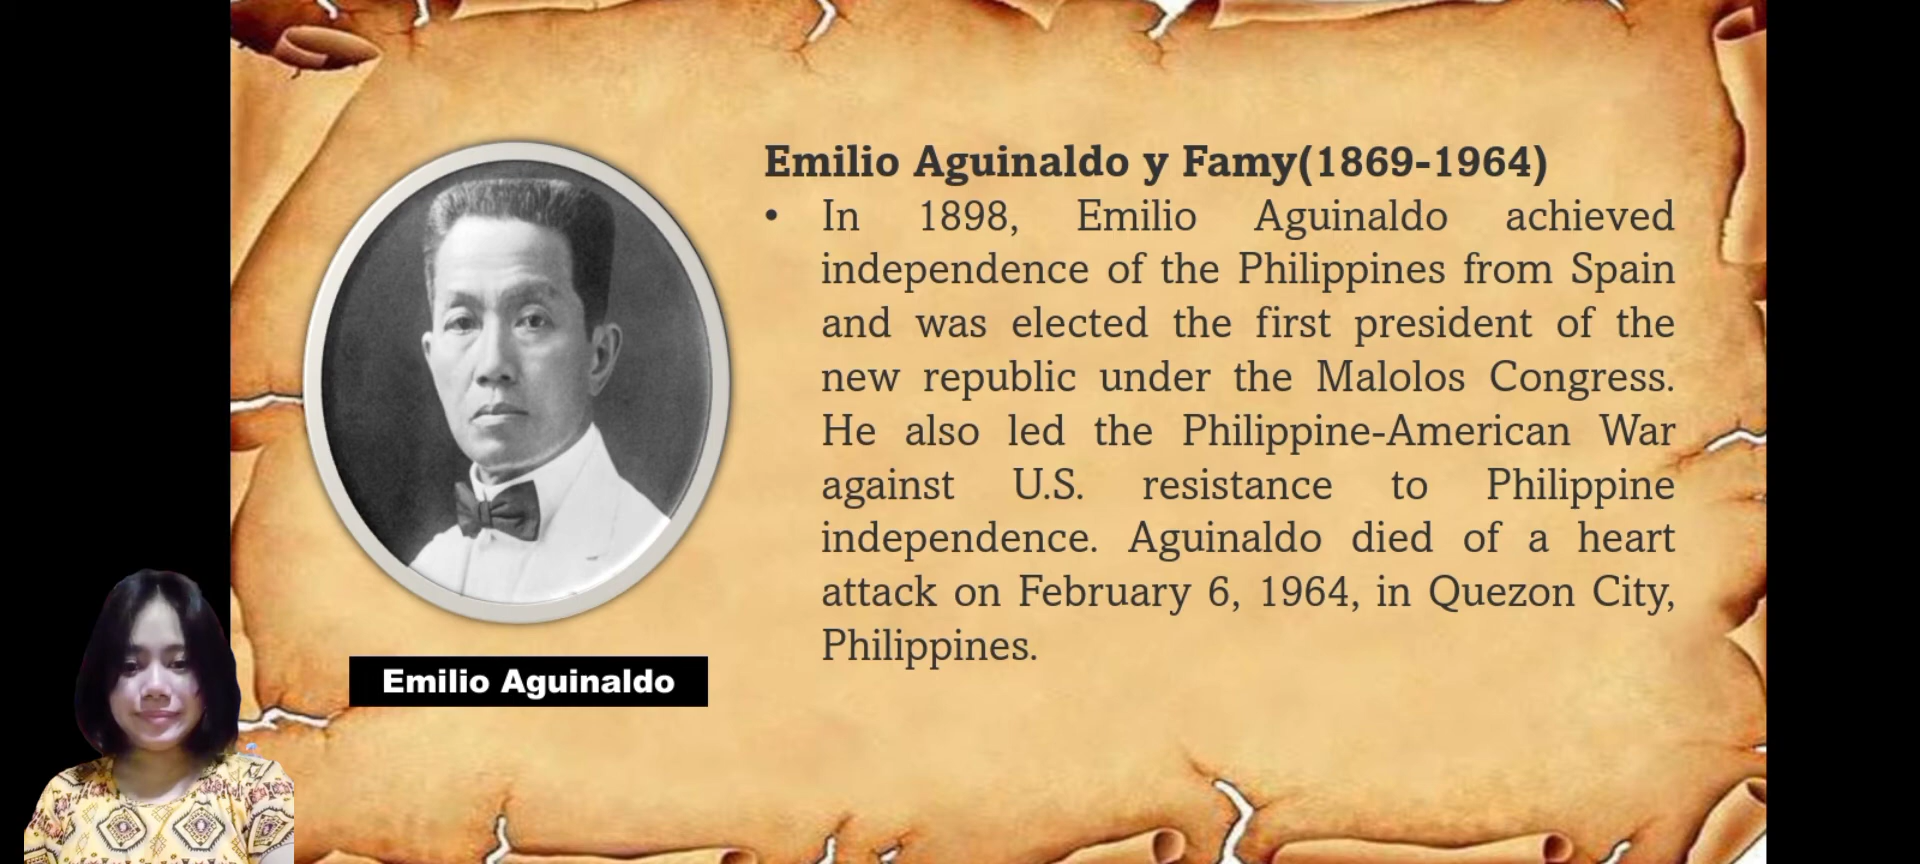 Emilio Aguinaldo y Famy(1869-1964)
• In 1898, Emilio Aguinaldo achieved
independence of the Philippines from Spain
and was elected the first president of the
new republic under the Malolos Congress.
He also led the Philippine-American War
against U.S. resistance to Philippine
independence. Aguinaldo died of a heart
attack on February 6, 1964, in Quezon City,
Philippines.
Emilio Aguinaldo